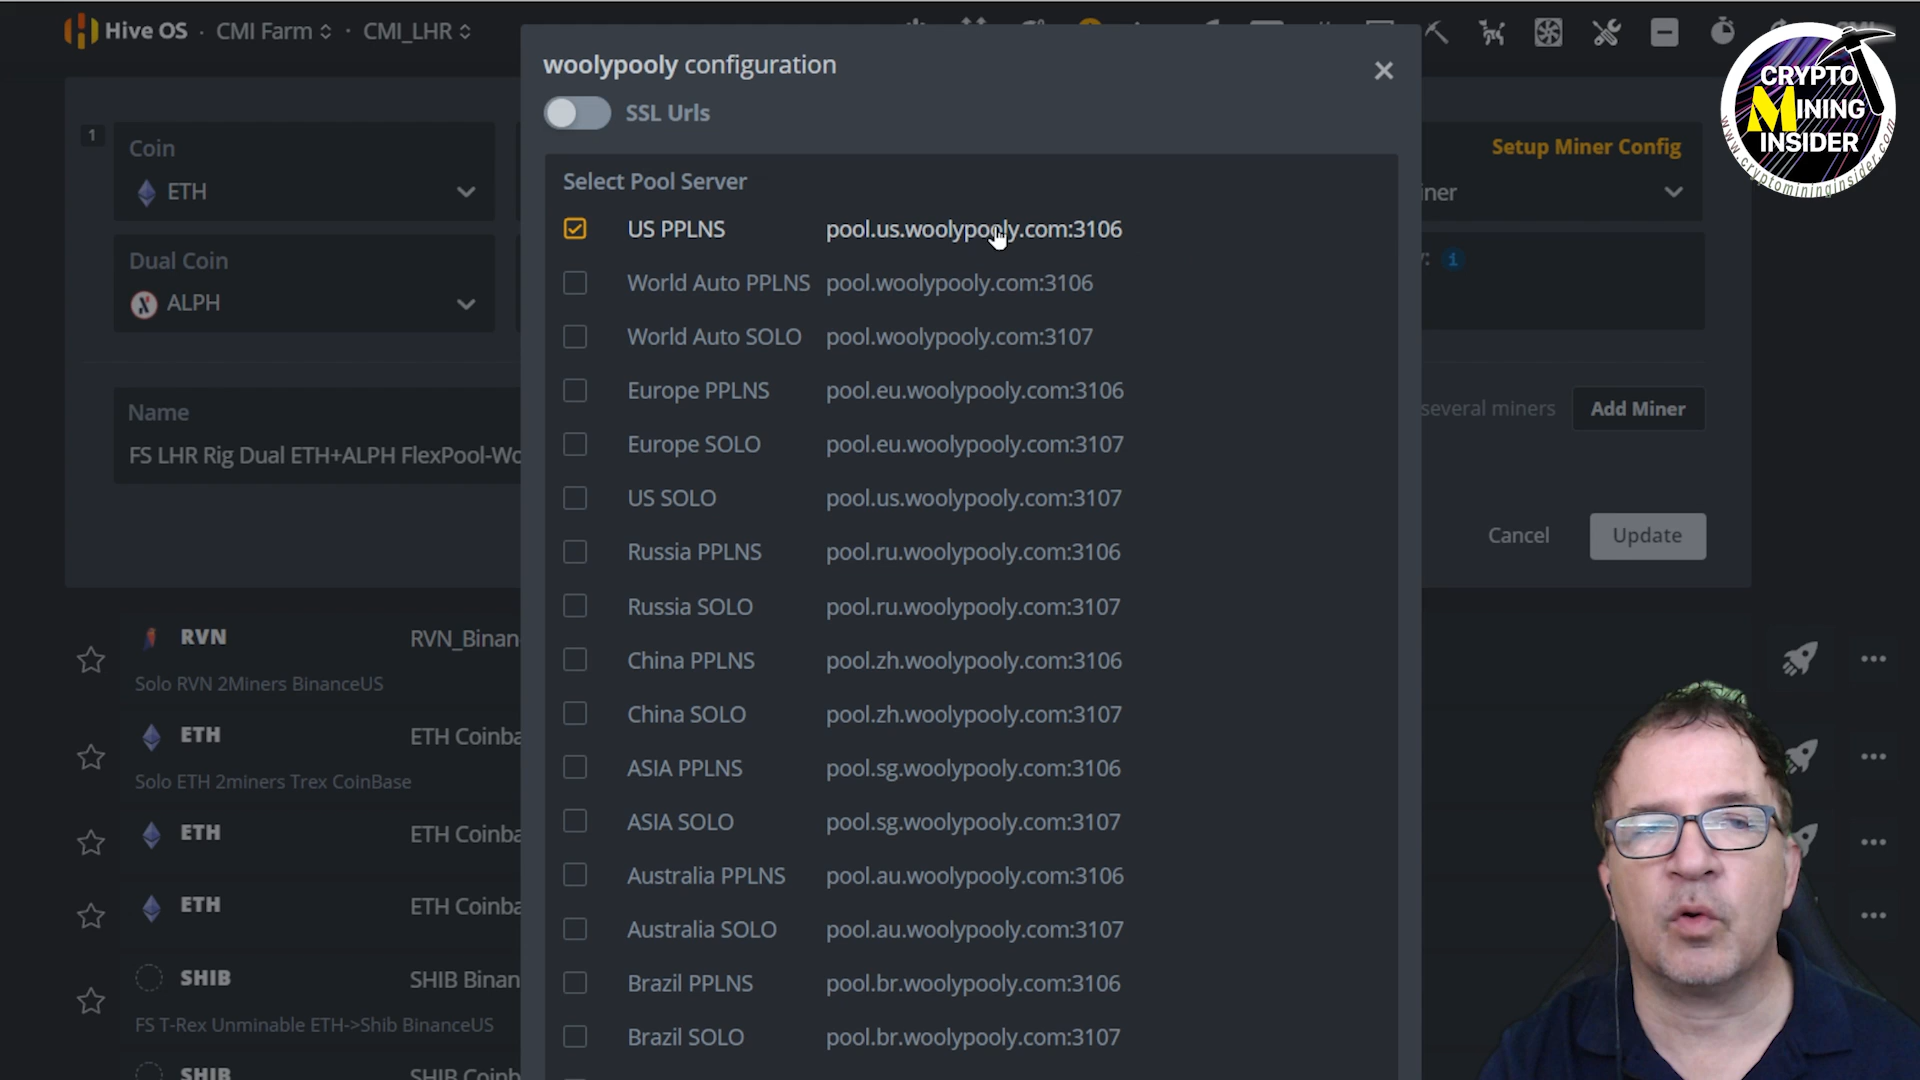 Hive OS · CMI Farm · CMI_LHR
woolypooly configuration
SSL Urls
CRYPTO
MINING
INSIDER
www.cryptomininginsider.com
1
Coin
ETH
Setup Miner Config
iner
Select Pool Server
US PPLNS pool.us.woolypooly.com:3106
World Auto PPLNS pool.woolypooly.com:3106
World Auto SOLO pool.woolypooly.com:3107
Europe PPLNS pool.eu.woolypooly.com:3106
Europe SOLO pool.eu.woolypooly.com:3107
US SOLO pool.us.woolypooly.com:3107
Russia PPLNS pool.ru.woolypooly.com:3106
Russia SOLO pool.ru.woolypooly.com:3107
China PPLNS pool.zh.woolypooly.com:3106
China SOLO pool.zh.woolypooly.com:3107
ASIA PPLNS pool.sg.woolypooly.com:3106
ASIA SOLO pool.sg.woolypooly.com:3107
Australia PPLNS pool.au.woolypooly.com:3106
Australia SOLO pool.au.woolypooly.com:3107
Brazil PPLNS pool.br.woolypooly.com:3106
Brazil SOLO pool.br.woolypooly.com:3107
Dual Coin
ALPH
Name
FS LHR Rig Dual ETH+ALPH FlexPool-Wo
several miners Add Miner
Cancel Update
RVN RVN_Binan
Solo RVN 2Miners BinanceUS
ETH ETH Coinba
Solo ETH 2miners Trex CoinBase
ETH ETH Coinba
ETH ETH Coinba
SHIB SHIB Binan
FS T-Rex Unminable ETH->Shib BinanceUS
SHIB SHIB Coinb